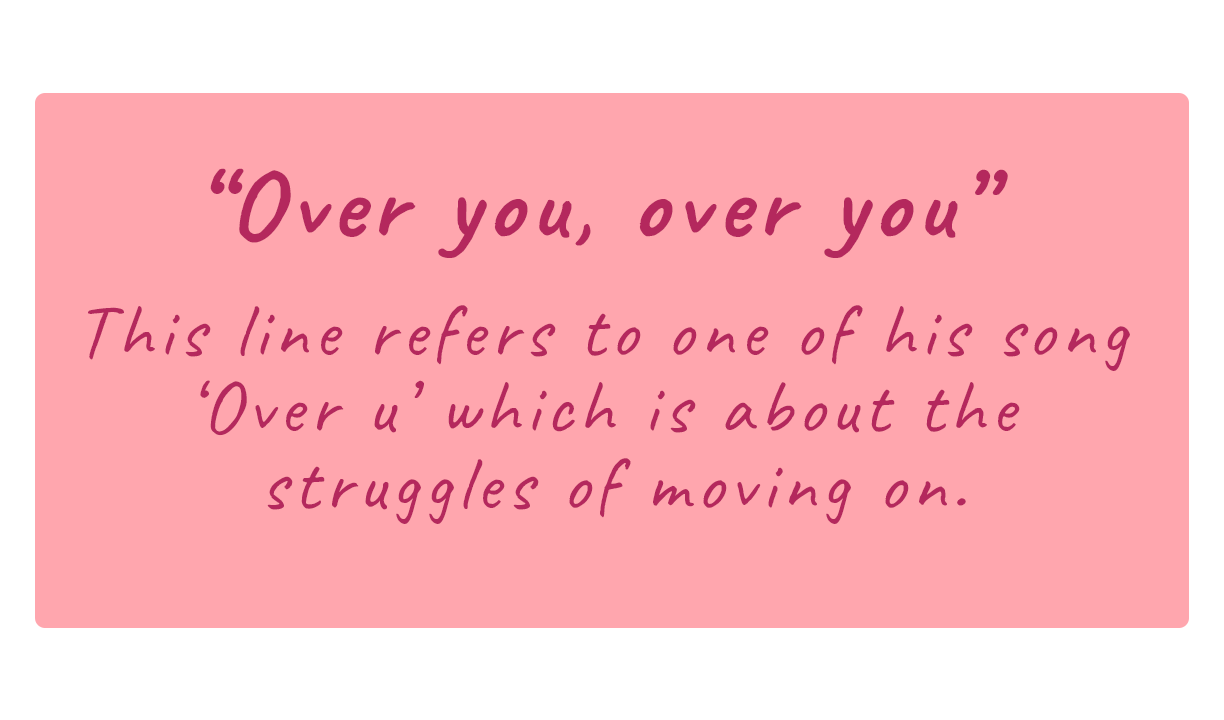 “Over you, over you”
This line refers to one of his song
‘Over u’ which is about the
struggles of moving on.